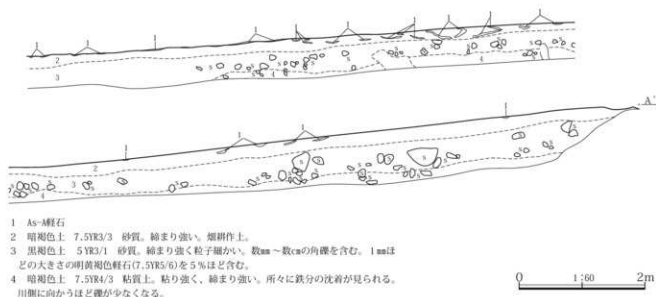 1 1 1 1 1 1 1 1 1
2
3
4
4
1 1 1 1
A'
2
3
4
1 As-A軽石
2 暗褐色土 7.5YR3/3 砂質。締まり強い。畑耕作土。
3 黒褐色土 5YR3/1 砂質。締まり強く粒子細かい。数mm～数cmの角礫を含む。1mmほ
どの大きさの明黄褐色軽石(7.5YR5/6)を5％ほど含む。
4 暗褐色土 7.5YR4/3 粘質土。粘り強く、締まり強い。所々に鉄分の沈着が見られる。
川側に向かうほど礫が少なくなる。
0 1:60 2m